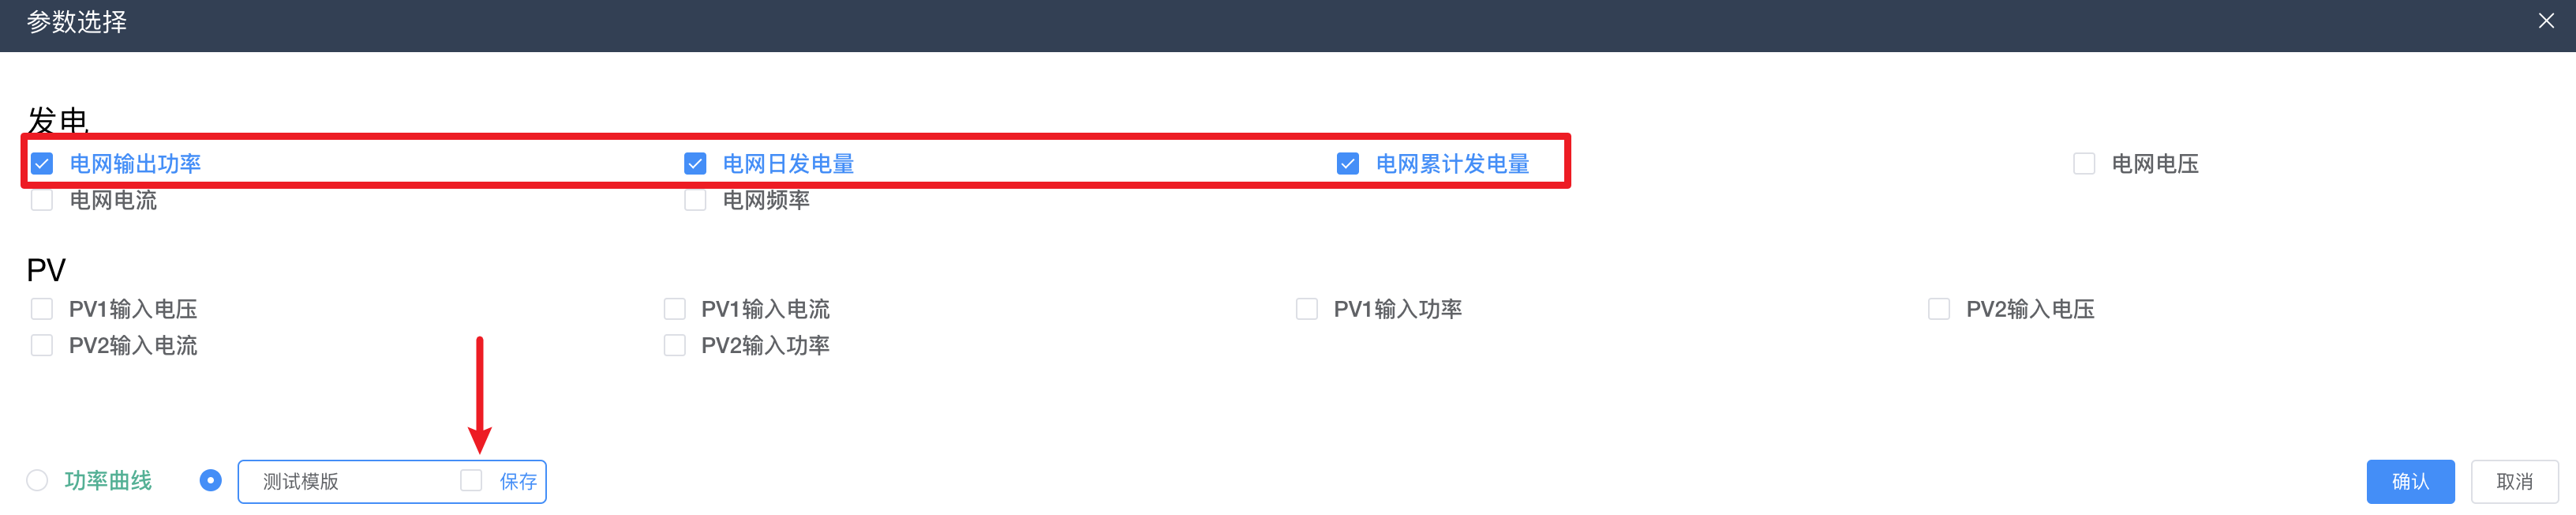 参数选择
发电
电网输出功率 电网日发电量 电网累计发电量 电网电压
电网电流 电网频率
PV
PV1输入电压 PV1输入电流 PV1输入功率 PV2输入电压
PV2输入电流 PV2输入功率
功率曲线 测试模版 保存 确认 取消